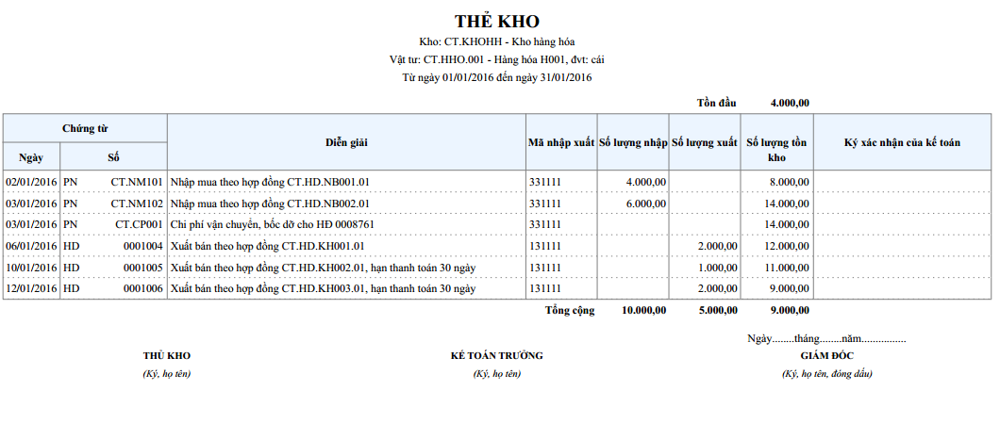 THẺ KHO
Kho: CT.KHOHH - Kho hàng hóa
Vật tư: CT.HHO.001 - Hàng hóa H001, đvt: cái
Từ ngày 01/01/2016 đến ngày 31/01/2016
Tồn đầu 4.000,00
Chứng từ
Ngày Số Diễn giải Mã nhập xuất Số lượng nhập Số lượng xuất Số lượng tồn kho Ký xác nhận của kế toán
02/01/2016 PN CT.NM101 Nhập mua theo hợp đồng CT.HD.NB001.01 331111 4.000,00 8.000,00
03/01/2016 PN CT.NM102 Nhập mua theo hợp đồng CT.HD.NB002.01 331111 6.000,00 14.000,00
03/01/2016 PN CT.CP001 Chi phí vận chuyển, bốc dỡ cho HĐ 0008761 331111 14.000,00
06/01/2016 HD 0001004 Xuất bán theo hợp đồng CT.HD.KH001.01 131111 2.000,00 12.000,00
10/01/2016 HD 0001005 Xuất bán theo hợp đồng CT.HD.KH002.01, hạn thanh toán 30 ngày 131111 1.000,00 11.000,00
12/01/2016 HD 0001006 Xuất bán theo hợp đồng CT.HD.KH003.01, hạn thanh toán 30 ngày 131111 2.000,00 9.000,00
Tổng cộng 10.000,00 5.000,00 9.000,00
Ngày........tháng........năm................
THỦ KHO KẾ TOÁN TRƯỞNG GIÁM ĐỐC
(Ký, họ tên) (Ký, họ tên) (Ký, họ tên, đóng dấu)